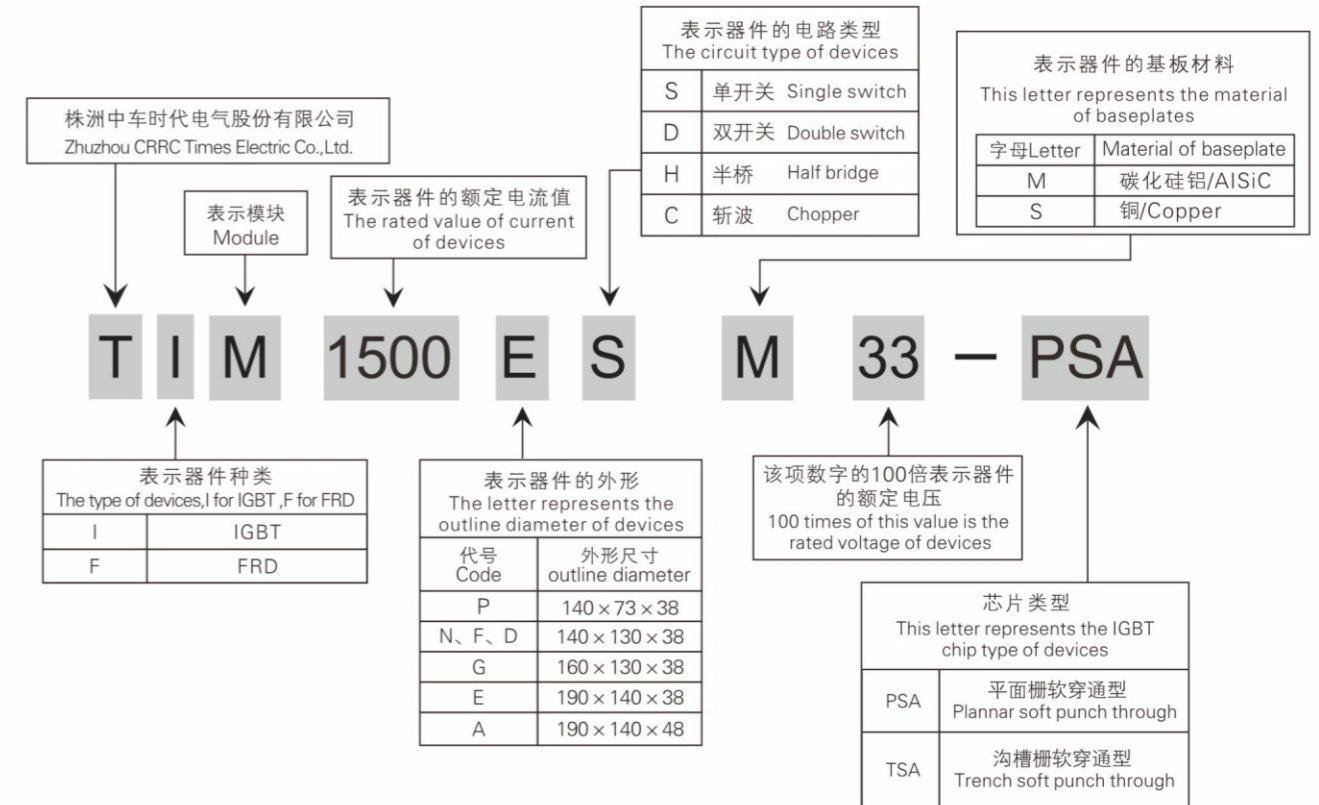 株洲中车时代电气股份有限公司
Zhuzhou CRRC Times Electric Co.,Ltd.
表示模块
Module
表示器件的额定电流值
The rated value of current
of devices
表示器件的电路类型
The circuit type of devices
S 单开关 Single switch
D 双开关 Double switch
H 半桥 Half bridge
C 斩波 Chopper
表示器件的基板材料
This letter represents the material
of baseplates
字母Letter Material of baseplate
M 碳化硅铝/AlSiC
S 铜/Copper
T I M 1500 E S M 33 – PSA
表示器件种类
The type of devices,I for IGBT ,F for FRD
I IGBT
F FRD
表示器件的外形
The letter represents the
outline diameter of devices
代号 外形尺寸
Code outline diameter
P 140×73×38
N、F、D 140×130×38
G 160×130×38
E 190×140×38
A 190×140×48
该项数字的100倍表示器件
的额定电压
100 times of this value is the
rated voltage of devices
芯片类型
This letter represents the IGBT
chip type of devices
PSA 平面栅软穿通型
Plannar soft punch through
TSA 沟槽栅软穿通型
Trench soft punch through